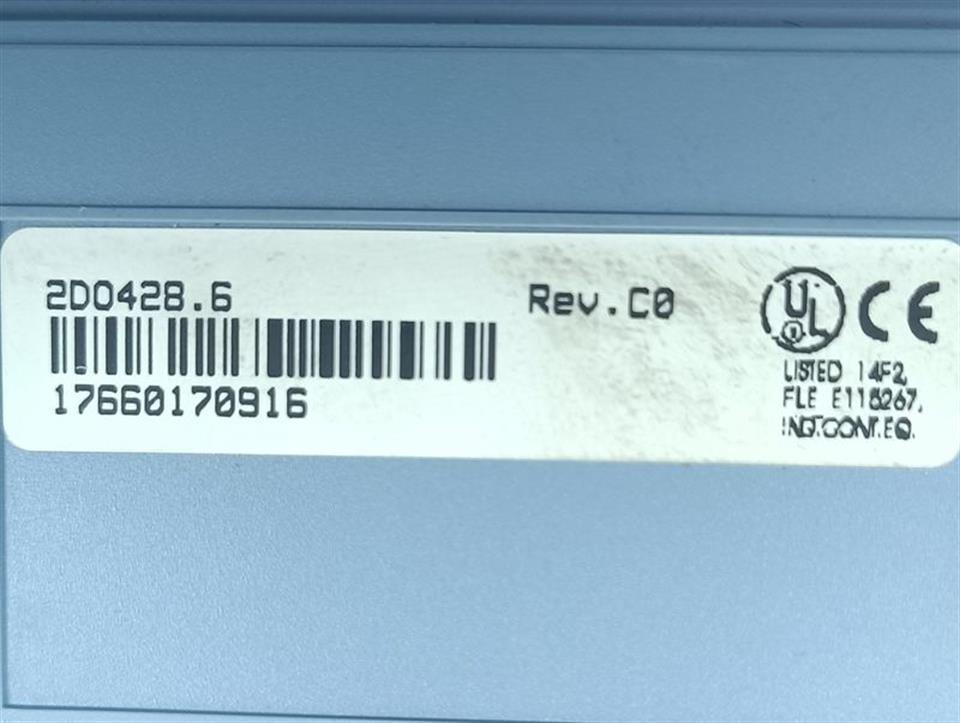 2DO428.6 Rev.C0
17660170916
UL CE
LISTED 14F2,
FLE E115267,
IND.CONT.EQ.